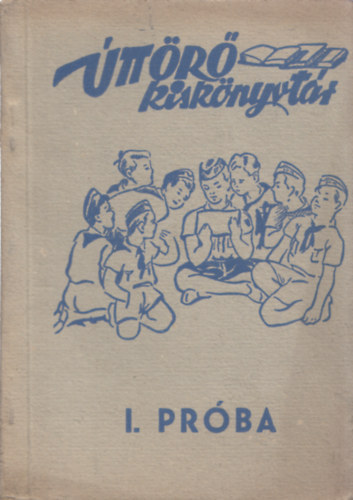 Úttörő
kiskönyvtár
I. PRÓBA